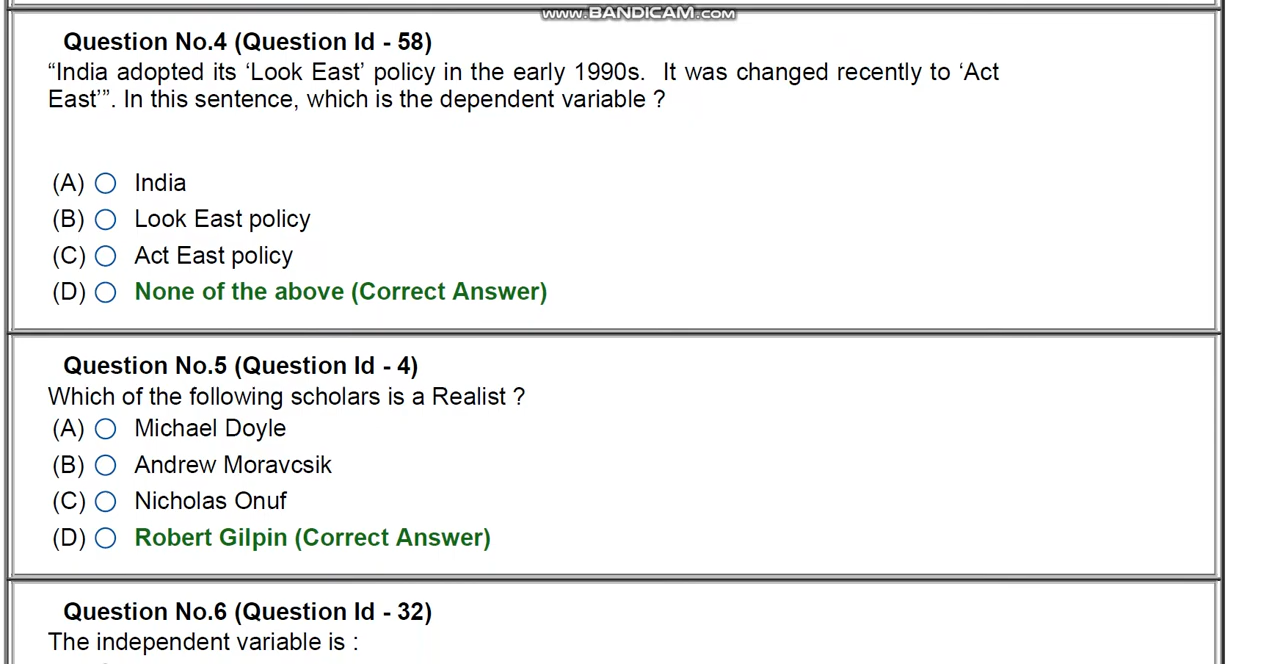 www.BANDICAM.com
Question No.4 (Question Id - 58)
“India adopted its ‘Look East’ policy in the early 1990s. It was changed recently to ‘Act
East’”. In this sentence, which is the dependent variable ?
(A) India
(B) Look East policy
(C) Act East policy
(D) None of the above (Correct Answer)
Question No.5 (Question Id - 4)
Which of the following scholars is a Realist ?
(A) Michael Doyle
(B) Andrew Moravcsik
(C) Nicholas Onuf
(D) Robert Gilpin (Correct Answer)
Question No.6 (Question Id - 32)
The independent variable is :